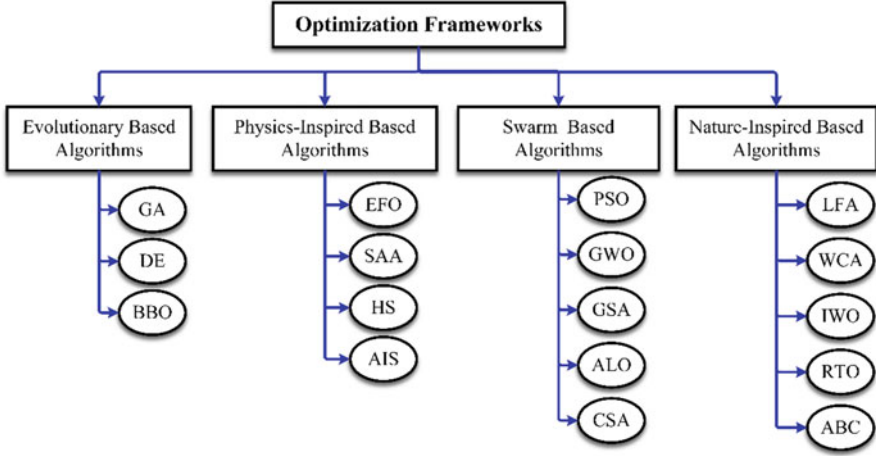 Optimization Frameworks
Evolutionary Based
Algorithms
GA
DE
BBO
Physics-Inspired Based
Algorithms
EFO
SAA
HS
AIS
Swarm Based
Algorithms
PSO
GWO
GSA
ALO
CSA
Nature-Inspired Based
Algorithms
LFA
WCA
IWO
RTO
ABC